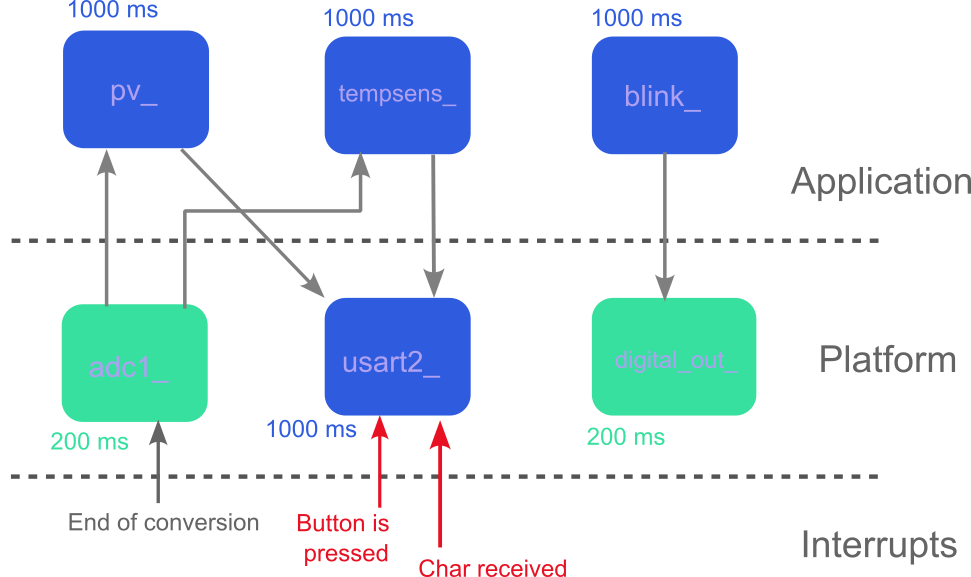 1000 ms
1000 ms
1000 ms
pv_
tempsens_
blink_
Application
adc1_
usart2_
digital_out_
Platform
200 ms
1000 ms
200 ms
End of conversion
Button is
pressed
Char received
Interrupts